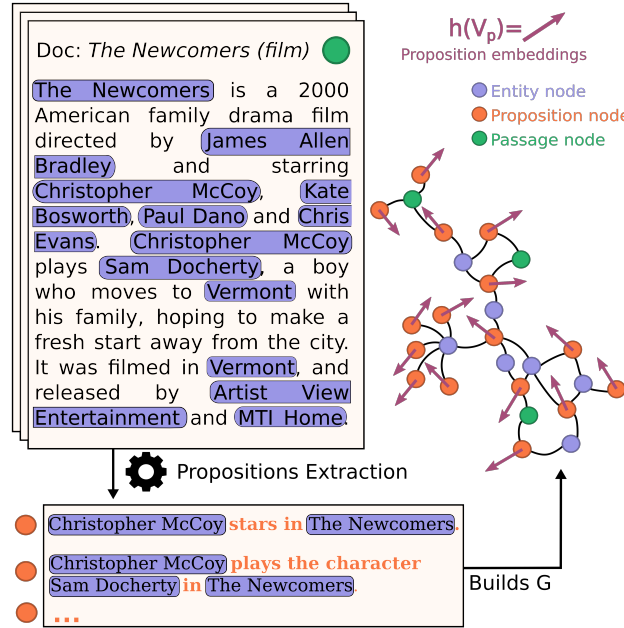 Doc: The Newcomers (film)
The Newcomers is a 2000
American family drama film
directed by James Allen
Bradley and starring
Christopher McCoy, Kate
Bosworth, Paul Dano and Chris
Evans. Christopher McCoy
plays Sam Docherty, a boy
who moves to Vermont with
his family, hoping to make a
fresh start away from the city.
It was filmed in Vermont, and
released by Artist View
Entertainment and MTI Home.
h(Vₚ)=
Proposition embeddings
Entity node
Proposition node
Passage node
Propositions Extraction
Christopher McCoy stars in The Newcomers.
Christopher McCoy plays the character
Sam Docherty in The Newcomers.
...
Builds G